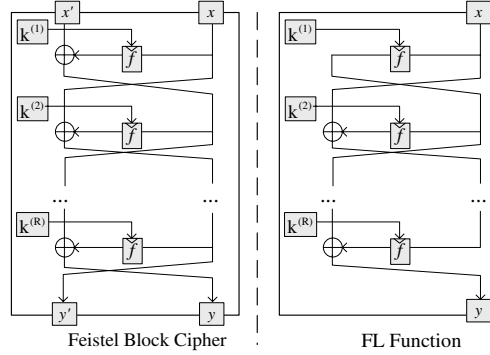 x' x x
k(1) f k(1) f
k(2) f k(2) f
... ... ... ...
k(R) f k(R) f
y' y y
Feistel Block Cipher FL Function